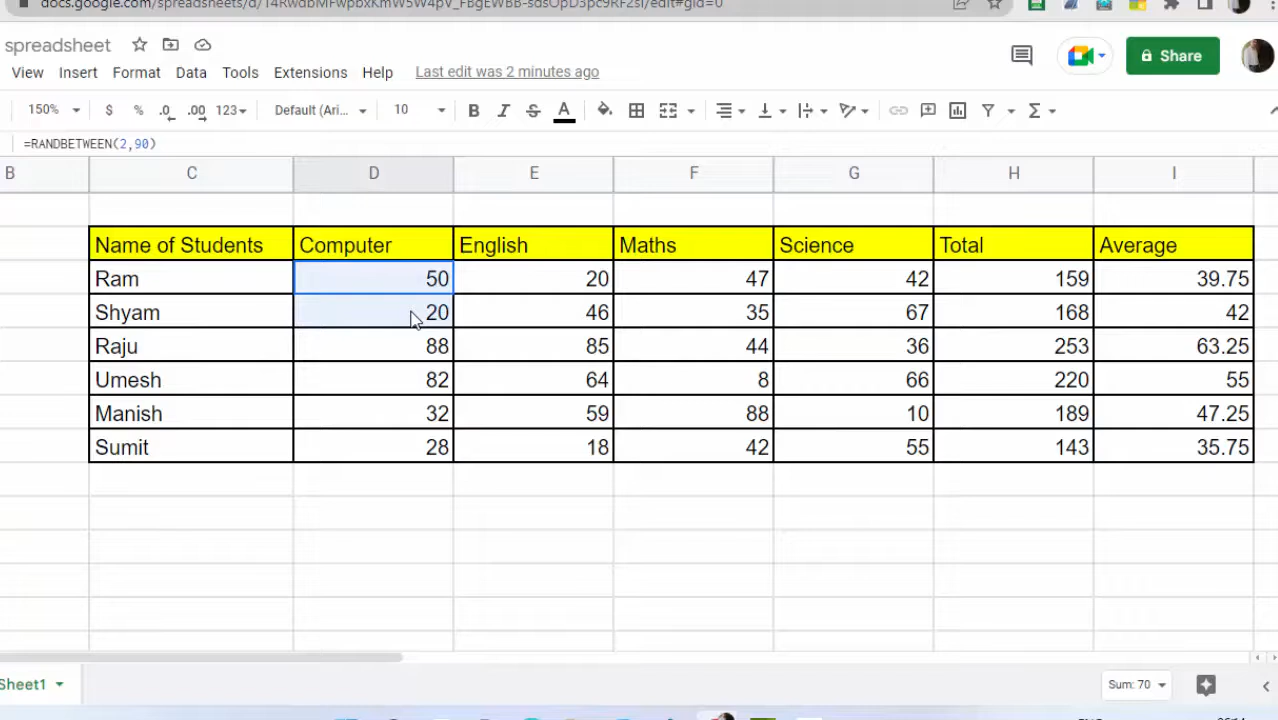 docs.google.com/spreadsheets/d/
spreadsheet
Share
View Insert Format Data Tools Extensions Help Last edit was 2 minutes ago
150% $ % .0 .00 123 Default (Ari... 10 B I S A Σ
=RANDBETWEEN(2,90)
B C D E F G H I
Name of Students Computer English Maths Science Total Average
Ram 50 20 47 42 159 39.75
Shyam 20 46 35 67 168 42
Raju 88 85 44 36 253 63.25
Umesh 82 64 8 66 220 55
Manish 32 59 88 10 189 47.25
Sumit 28 18 42 55 143 35.75
Sheet1 Sum: 70